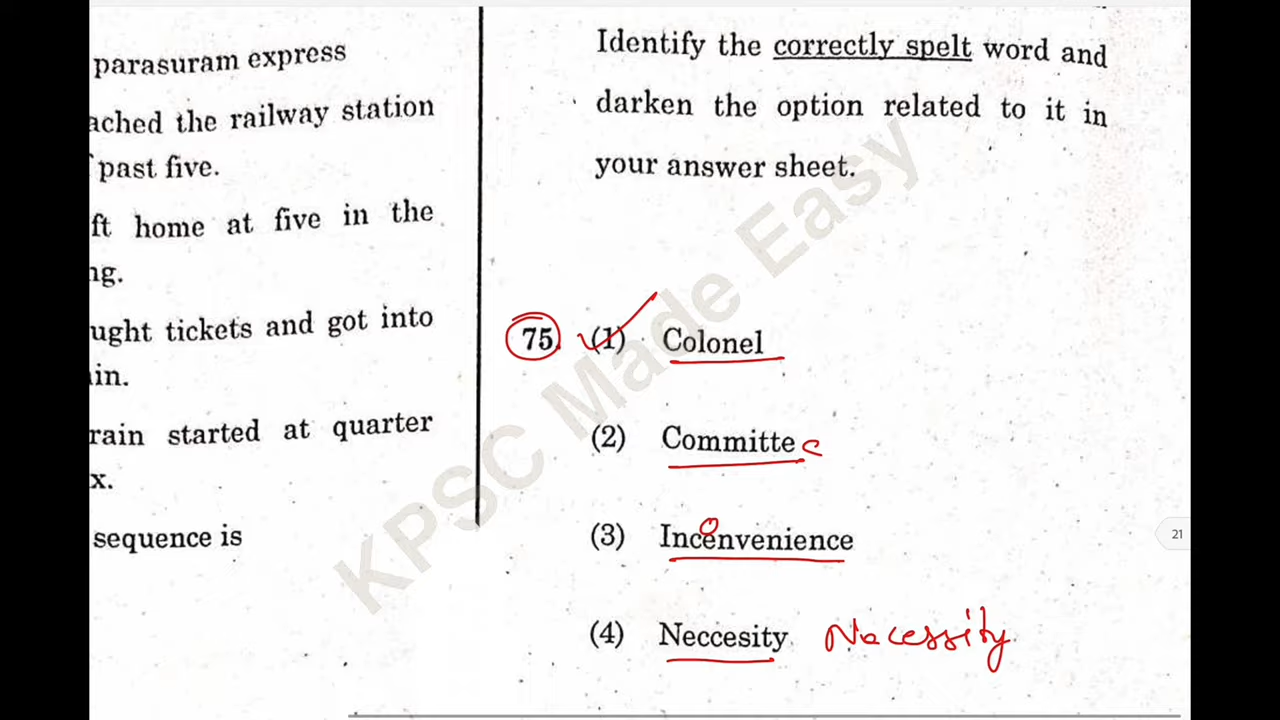 parasuram express
ached the railway station
past five.
ft home at five in the
ng.
ught tickets and got into
in.
rain started at quarter
x.
sequence is
Identify the correctly spelt word and
darken the option related to it in
your answer sheet.
75. (1) Colonel
(2) Committe e
(3) Incenvenience
o
(4) Neccesity Necessity
KPSC Made Easy
21